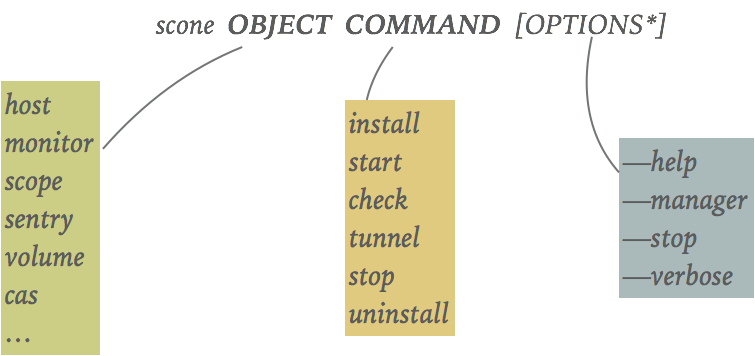 scone OBJECT COMMAND [OPTIONS*]
host
monitor
scope
sentry
volume
cas
...
install
start
check
tunnel
stop
uninstall
—help
—manager
—stop
—verbose